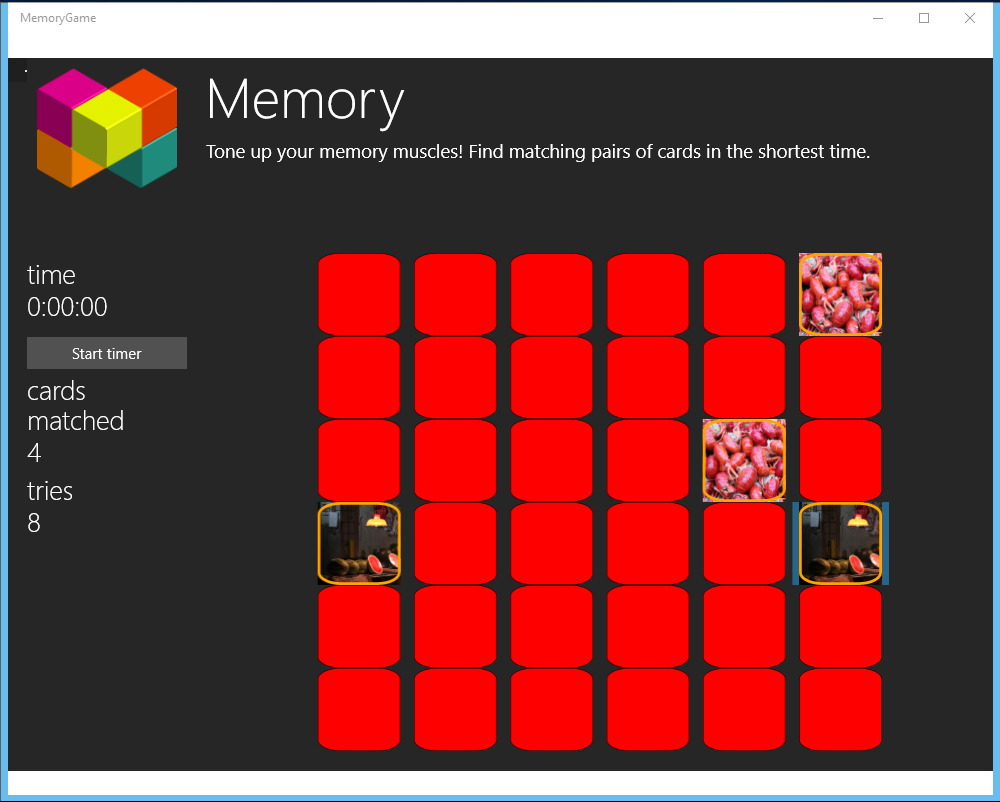 MemoryGame
Memory
Tone up your memory muscles! Find matching pairs of cards in the shortest time.
time
0:00:00
Start timer
cards
matched
4
tries
8